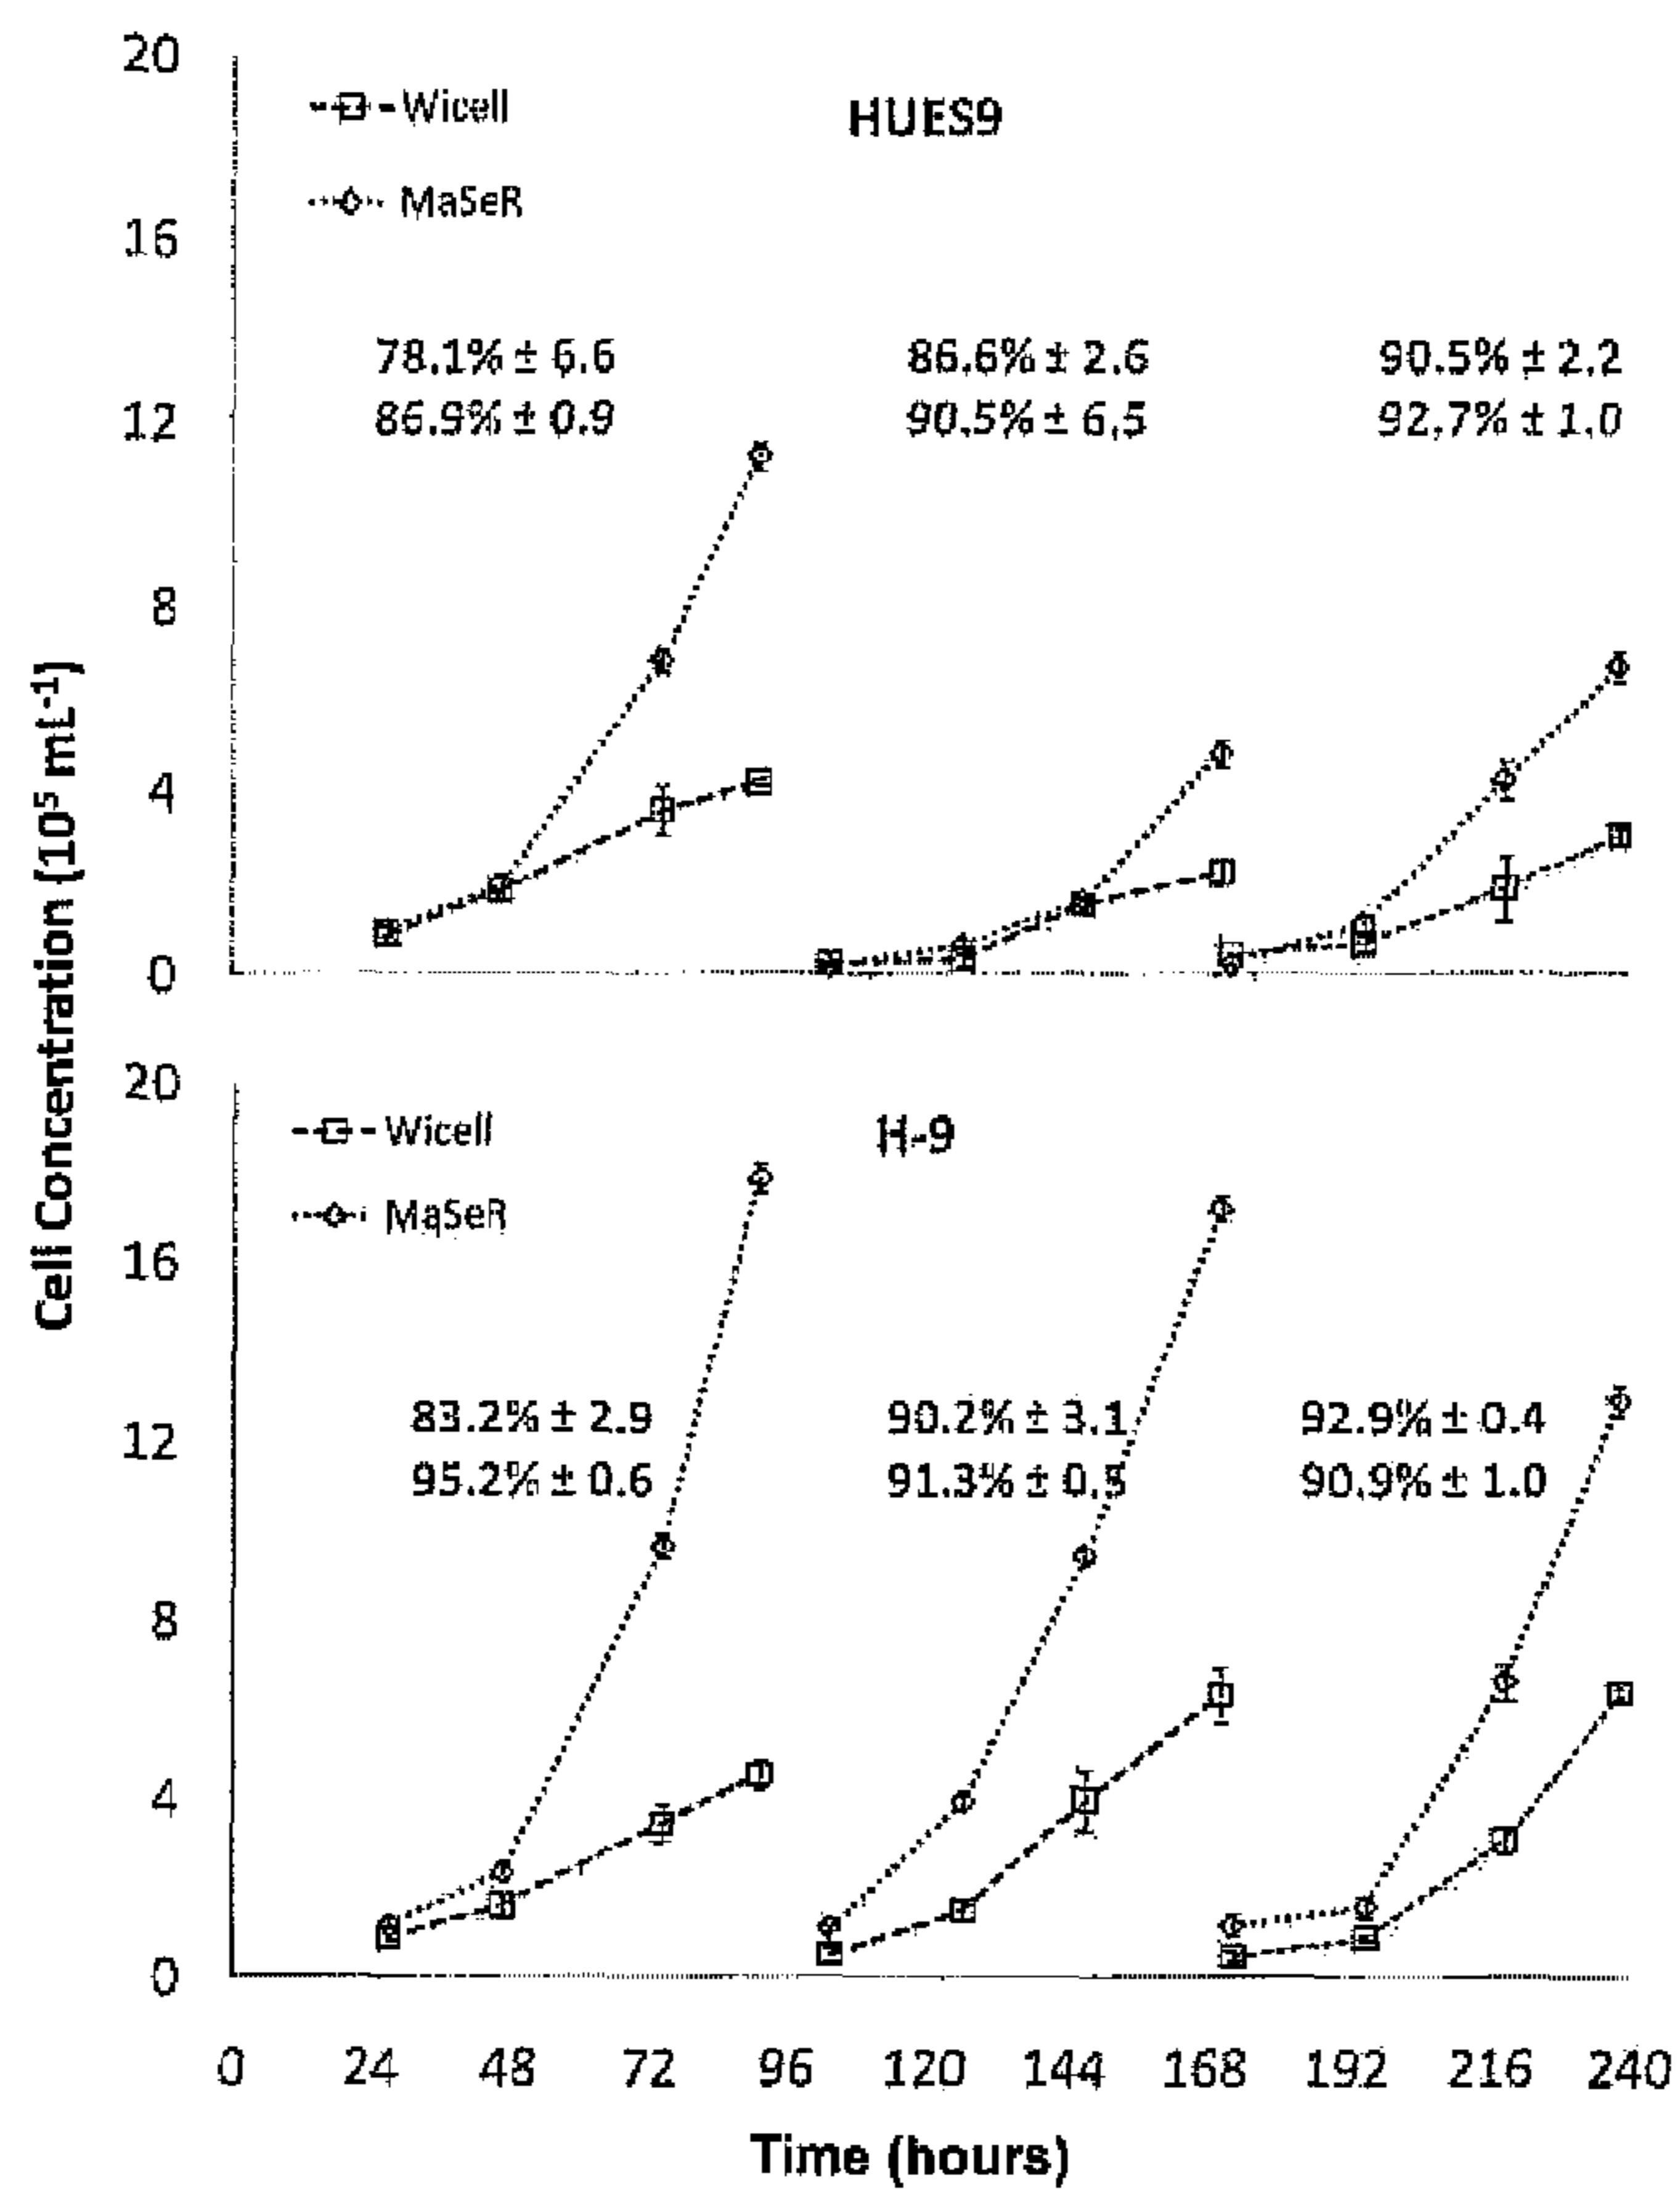 Cell Concentration (10⁵ mL⁻¹)
20
16
12
8
4
0
Wicell
MaSeR
HUES9
78.1% ± 6.6
86.9% ± 0.9
86.6% ± 2.6
90.5% ± 6.5
90.5% ± 2.2
92.7% ± 1.0
20
16
12
8
4
0
Wicell
MaSeR
H-9
83.2% ± 2.9
95.2% ± 0.6
90.2% ± 3.1
91.3% ± 0.5
92.9% ± 0.4
90.9% ± 1.0
0 24 48 72 96 120 144 168 192 216 240
Time (hours)